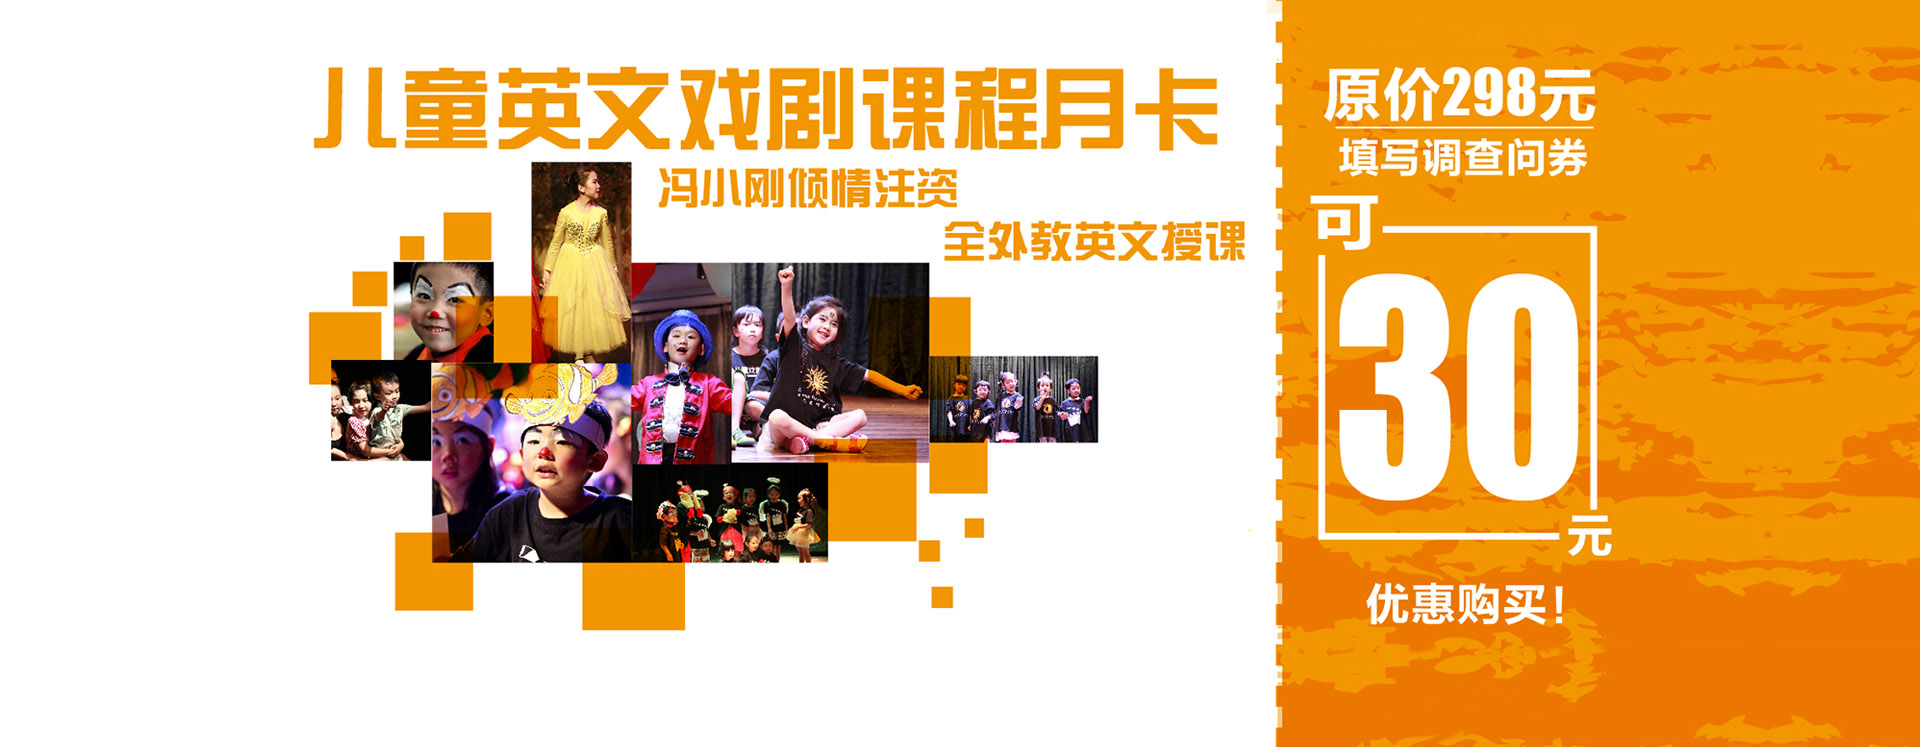 儿童英文戏剧课程月卡
冯小刚倾情注资
全外教英文授课
原价298元
填写调查问券
可
30
元
优惠购买!